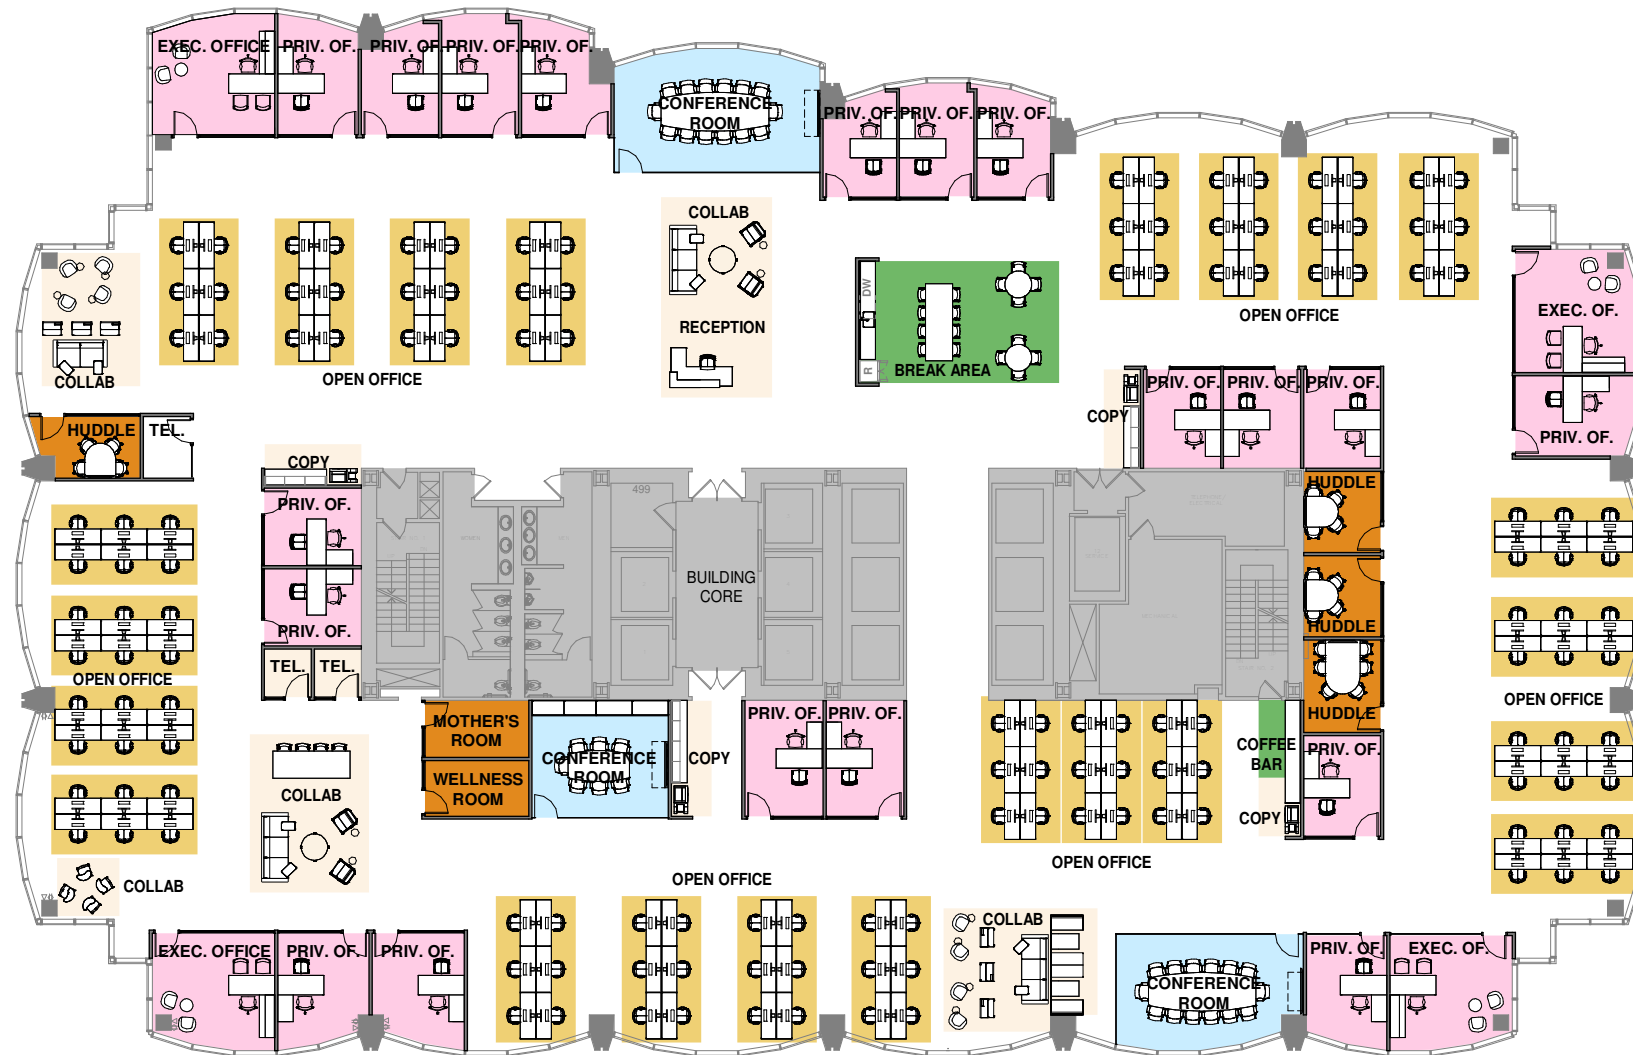 EXEC. OFFICE
PRIV. OF.
PRIV. OF.
PRIV. OF.
PRIV. OF.
CONFERENCE
ROOM
PRIV. OF.
PRIV. OF.
PRIV. OF.
COLLAB
RECEPTION
DW
R
BREAK AREA
OPEN OFFICE
OPEN OFFICE
EXEC. OF.
PRIV. OF.
COLLAB
HUDDLE
TEL.
COPY
PRIV. OF.
PRIV. OF.
PRIV. OF.
COPY
PRIV. OF.
PRIV. OF.
TEL.
TEL.
499
BUILDING
CORE
HUDDLE
HUDDLE
HUDDLE
OPEN OFFICE
OPEN OFFICE
MOTHER'S
ROOM
WELLNESS
ROOM
CONFERENCE
ROOM
COPY
PRIV. OF.
PRIV. OF.
COFFEE
BAR
COPY
PRIV. OF.
COLLAB
OPEN OFFICE
OPEN OFFICE
COLLAB
EXEC. OFFICE
PRIV. OF.
PRIV. OF.
COLLAB
CONFERENCE
ROOM
PRIV. OF.
EXEC. OF.